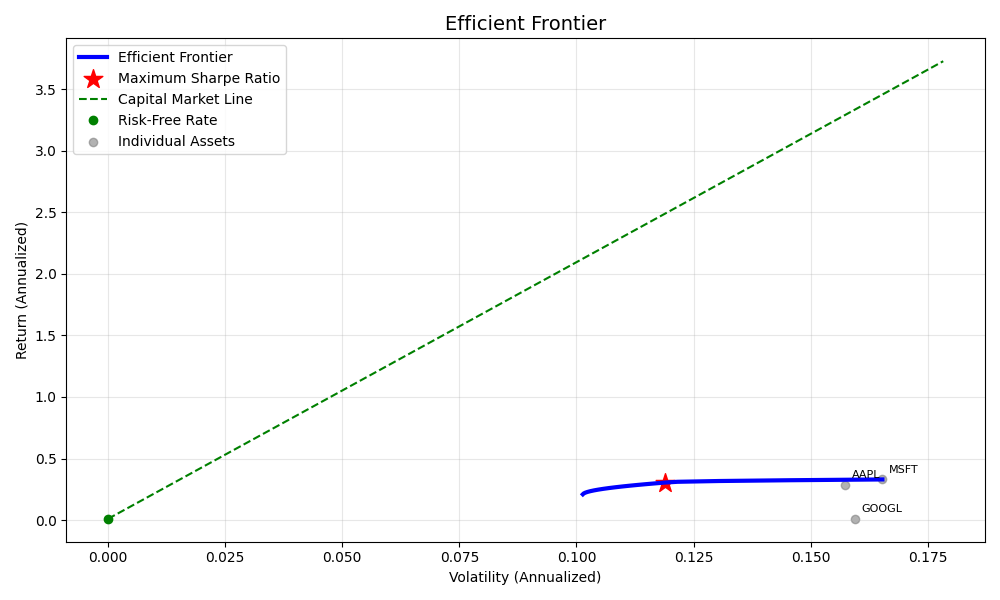 Efficient Frontier
Efficient Frontier
Maximum Sharpe Ratio
Capital Market Line
Risk-Free Rate
Individual Assets
Return (Annualized)
3.5
3.0
2.5
2.0
1.5
1.0
0.5
0.0
MSFT
AAPL
GOOGL
0.000
0.025
0.050
0.075
0.100
0.125
0.150
0.175
Volatility (Annualized)